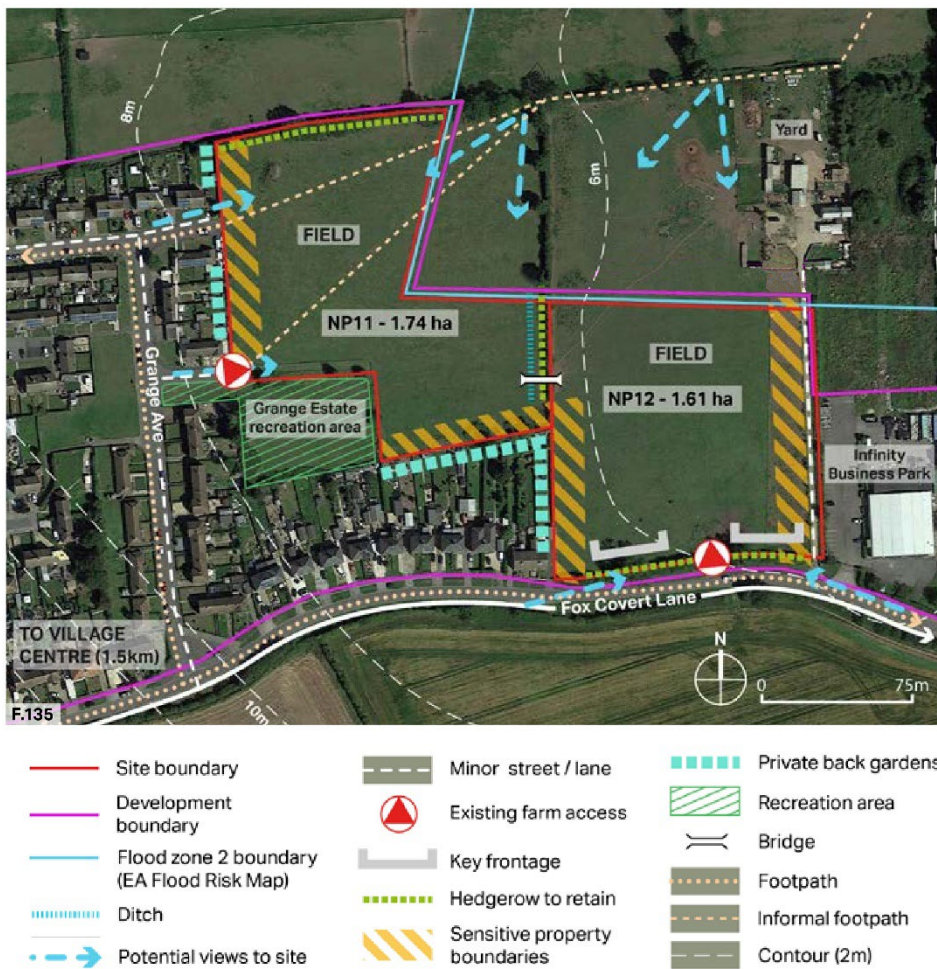 8m
Yard
6m
FIELD
NP11 - 1.74 ha
FIELD
NP12 - 1.61 ha
Grange Ave
Grange Estate
recreation area
Infinity
Business Park
Fox Covert Lane
TO VILLAGE
CENTRE (1.5km)
10m
N
0 75m
F.135
Site boundary
Development
boundary
Flood zone 2 boundary
(EA Flood Risk Map)
Ditch
Potential views to site
Minor street / lane
Existing farm access
Key frontage
Hedgerow to retain
Sensitive property
boundaries
Private back gardens
Recreation area
Bridge
Footpath
Informal footpath
Contour (2m)